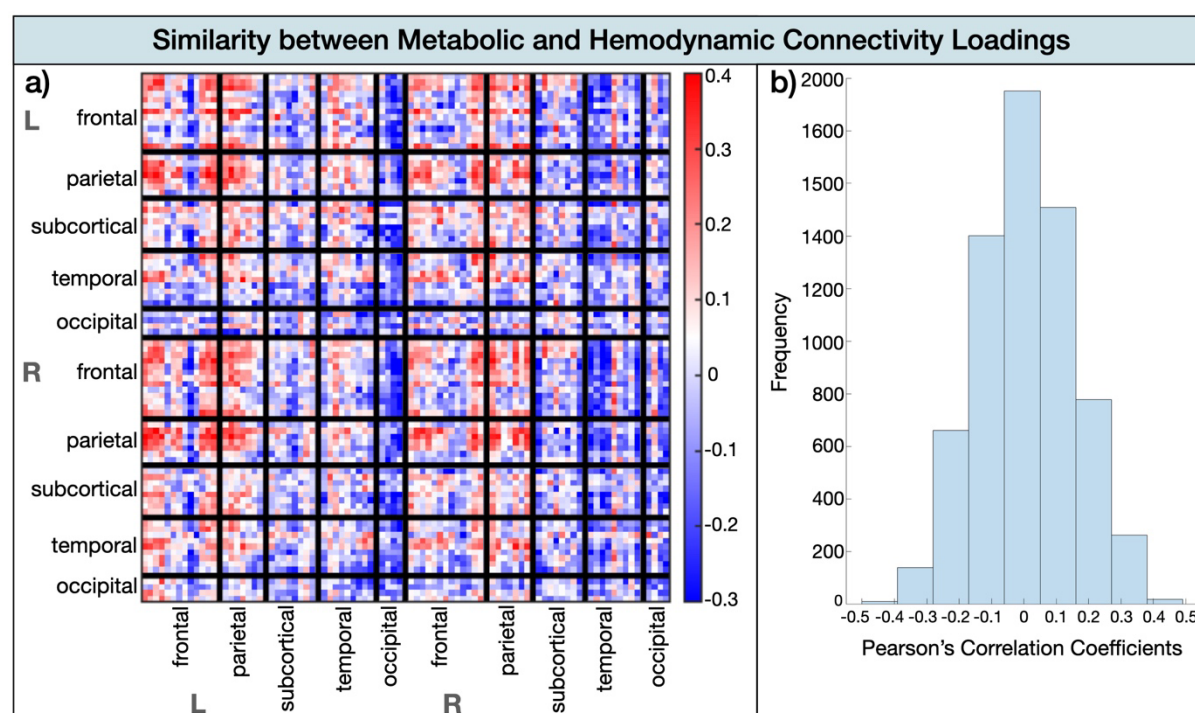 Similarity between Metabolic and Hemodynamic Connectivity Loadings
a)
L
frontal
parietal
subcortical
temporal
occipital
R
frontal
parietal
subcortical
temporal
occipital
frontal
parietal
subcortical
temporal
occipital
frontal
parietal
subcortical
temporal
occipital
L
R
0.4
0.3
0.2
0.1
0
-0.1
-0.2
-0.3
b)
2000
1600
1500
1400
1200
1000
800
600
400
200
0
Frequency
-0.5 -0.4 -0.3 -0.2 -0.1 0 0.1 0.2 0.3 0.4 0.5
Pearson's Correlation Coefficients